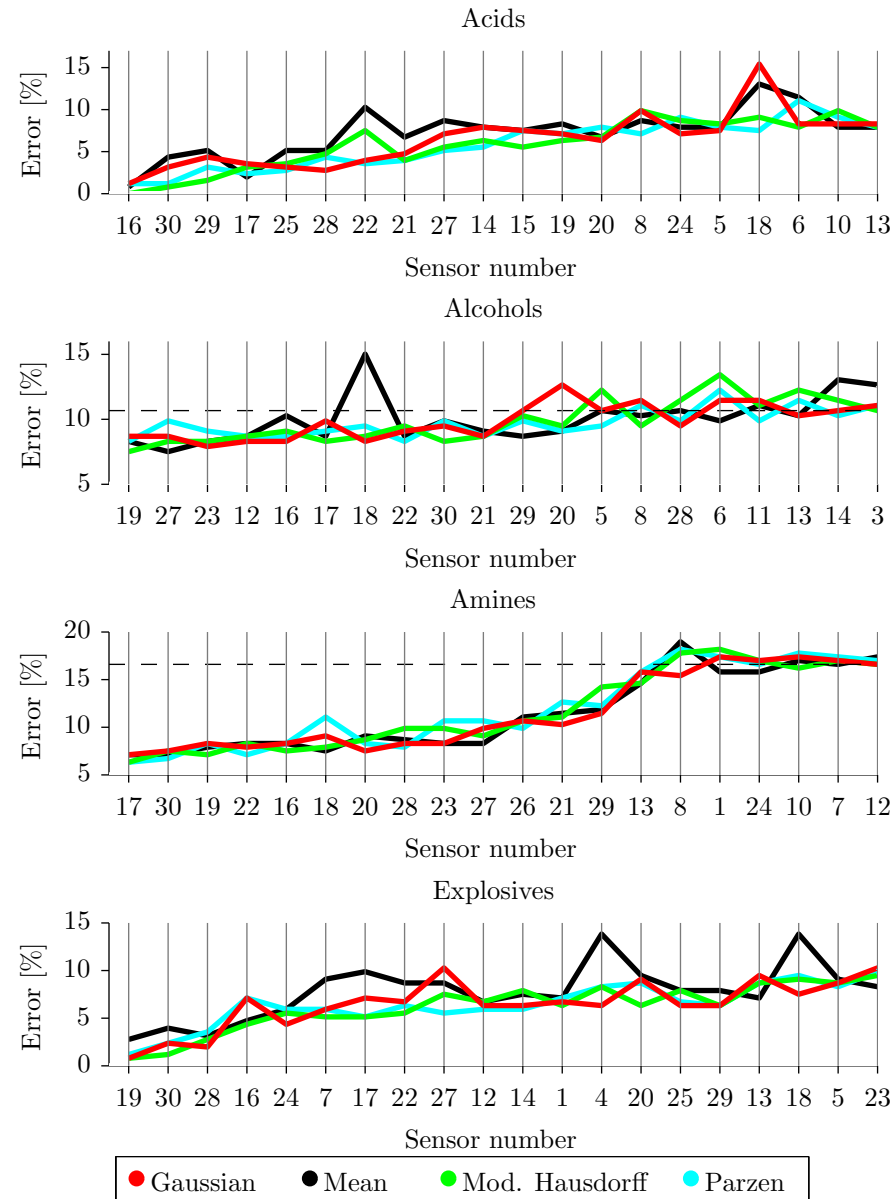 Acids
Error [%]
15
10
5
0
16 30 29 17 25 28 22 21 27 14 15 19 20 8 24 5 18 6 10 13
Sensor number
Alcohols
Error [%]
15
10
5
19 27 23 12 16 17 18 22 30 21 29 20 5 8 28 6 11 13 14 3
Sensor number
Amines
Error [%]
20
15
10
5
17 30 19 22 16 18 20 28 23 27 26 21 29 13 8 1 24 10 7 12
Sensor number
Explosives
Error [%]
15
10
5
0
19 30 28 16 24 7 17 22 27 12 14 1 4 20 25 29 13 18 5 23
Sensor number
Gaussian Mean Mod. Hausdorff Parzen